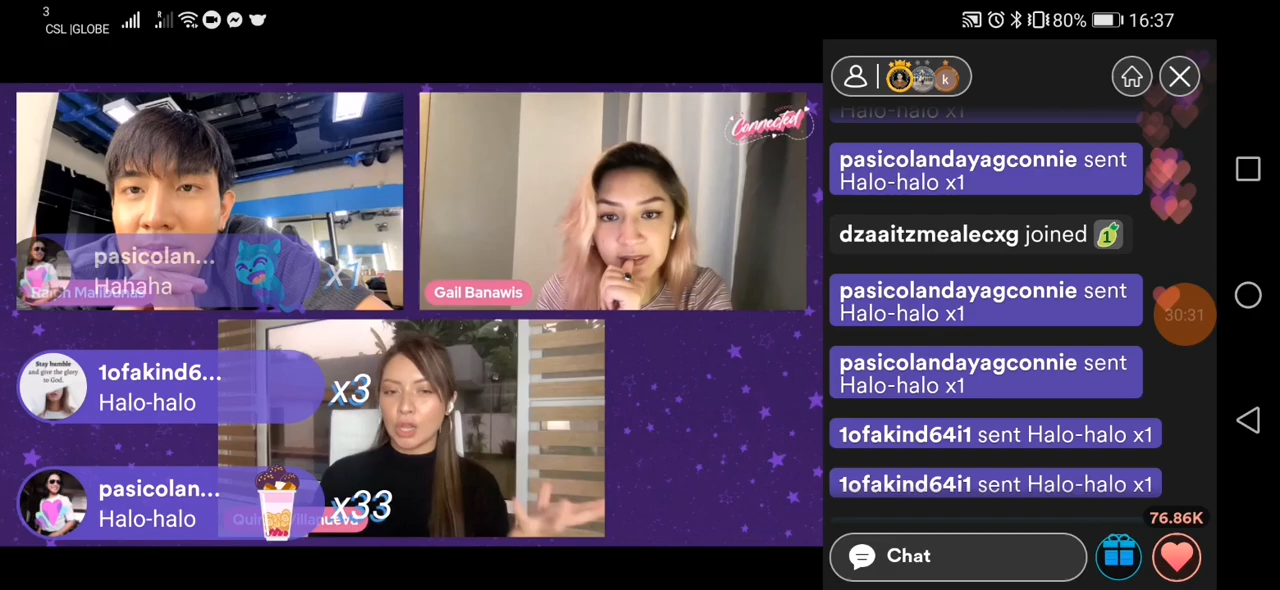 3
CSL |GLOBE
80%
16:37
Connected
pasicolan...
Hahaha
x1
Gail Banawis
Stay humble
and give the glory
to God.
1ofakind6...
Halo-halo
x3
pasicolan...
Halo-halo
x33
k
Halo-halo x1
pasicolandayagconnie sent
Halo-halo x1
dzaaitzmealecxg joined
1
pasicolandayagconnie sent
Halo-halo x1
30:31
pasicolandayagconnie sent
Halo-halo x1
1ofakind64i1 sent Halo-halo x1
1ofakind64i1 sent Halo-halo x1
76.86K
Chat